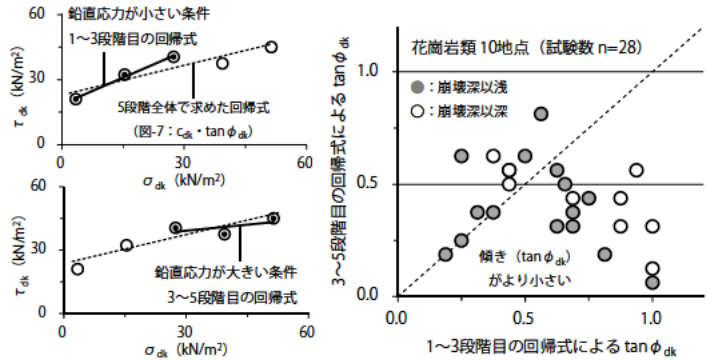 鉛直応力が小さい条件
1~3段階目の回帰式
60
30
0
τdk (kN/m²)
5段階全体で求めた回帰式
(図-7:cdk・tanφdk)
0
30
60
σdk(kN/m²)
60
30
0
τdk (kN/m²)
鉛直応力が大きい条件
3~5段階目の回帰式
0
30
60
σdk(kN/m²)
花崗岩類 10地点(試験数 n=28)
1.0
:崩壊深以浅
:崩壊深以深
0.5
傾き(tanφdk)
がより小さい
0.0
3~5段階目の回帰式による tanφdk
0.0
0.5
1.0
1~3段階目の回帰式による tanφdk